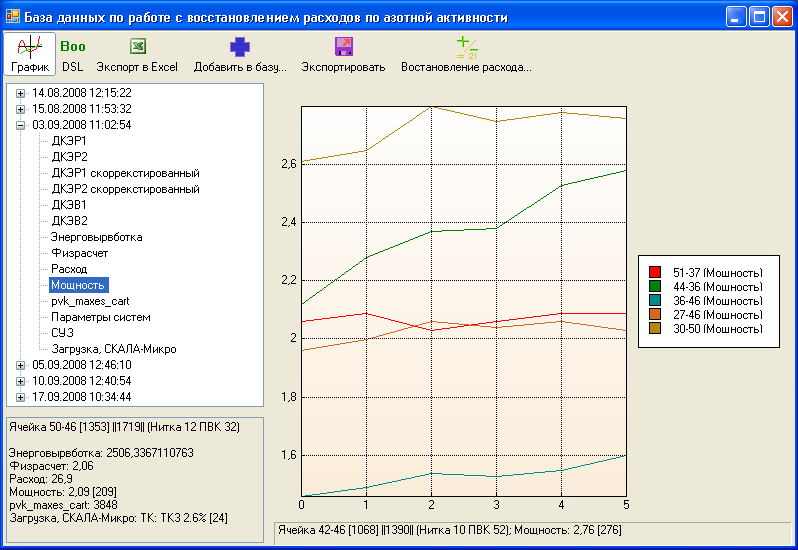 База данных по работе с восстановлением расходов по азотной активности
График
Boo
DSL
Экспорт в Excel
Добавить в базу...
Экспортировать
= 21
Востановление расхода...
14.08.2008 12:15:22
15.08.2008 11:53:32
03.09.2008 11:02:54
ДКЭР1
ДКЭР2
ДКЭР1 скоррекстированный
ДКЭР2 скоррекстированный
ДКЭВ1
ДКЭВ2
Энерговырвботка
Физрасчет
Расход
Мощность
pvk_maxes_cart
Параметры систем
СУЗ
Загрузка, СКАЛА-Микро
05.09.2008 12:46:10
10.09.2008 12:40:54
17.09.2008 10:34:44
Ячейка 50-46 [1353] ||1719|| (Нитка 12 ПВК 32)
Энерговырвботка: 2506,3367110763
Физрасчет: 2,06
Расход: 26,9
Мощность: 2,09 [209]
pvk_maxes_cart: 3848
Загрузка, СКАЛА-Микро: ТК: ТКЗ 2.6% [24]
2,6
2,4
2,2
2
1,8
1,6
0 1 2 3 4 5
51-37 (Мощность)
44-36 (Мощность)
36-46 (Мощность)
27-46 (Мощность)
30-50 (Мощность)
Ячейка 42-46 [1068] ||1390|| (Нитка 10 ПВК 52); Мощность: 2,76 [276]